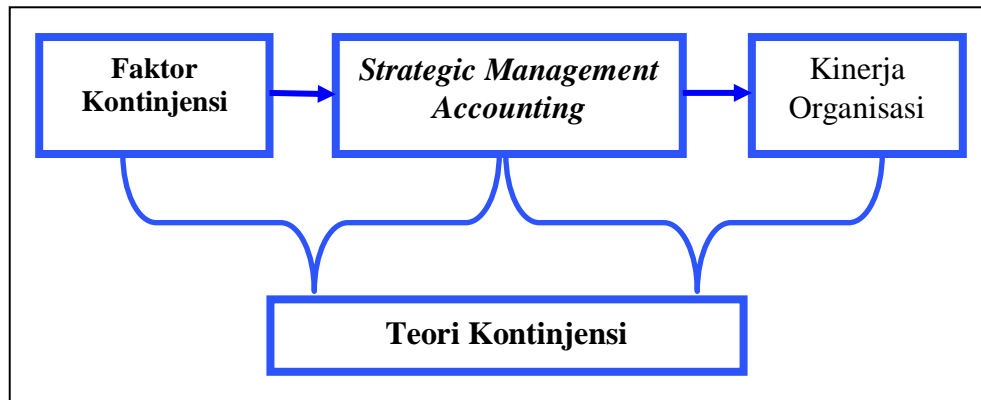 Faktor
Kontinjensi
Strategic Management
Accounting
Kinerja
Organisasi
Teori Kontinjensi